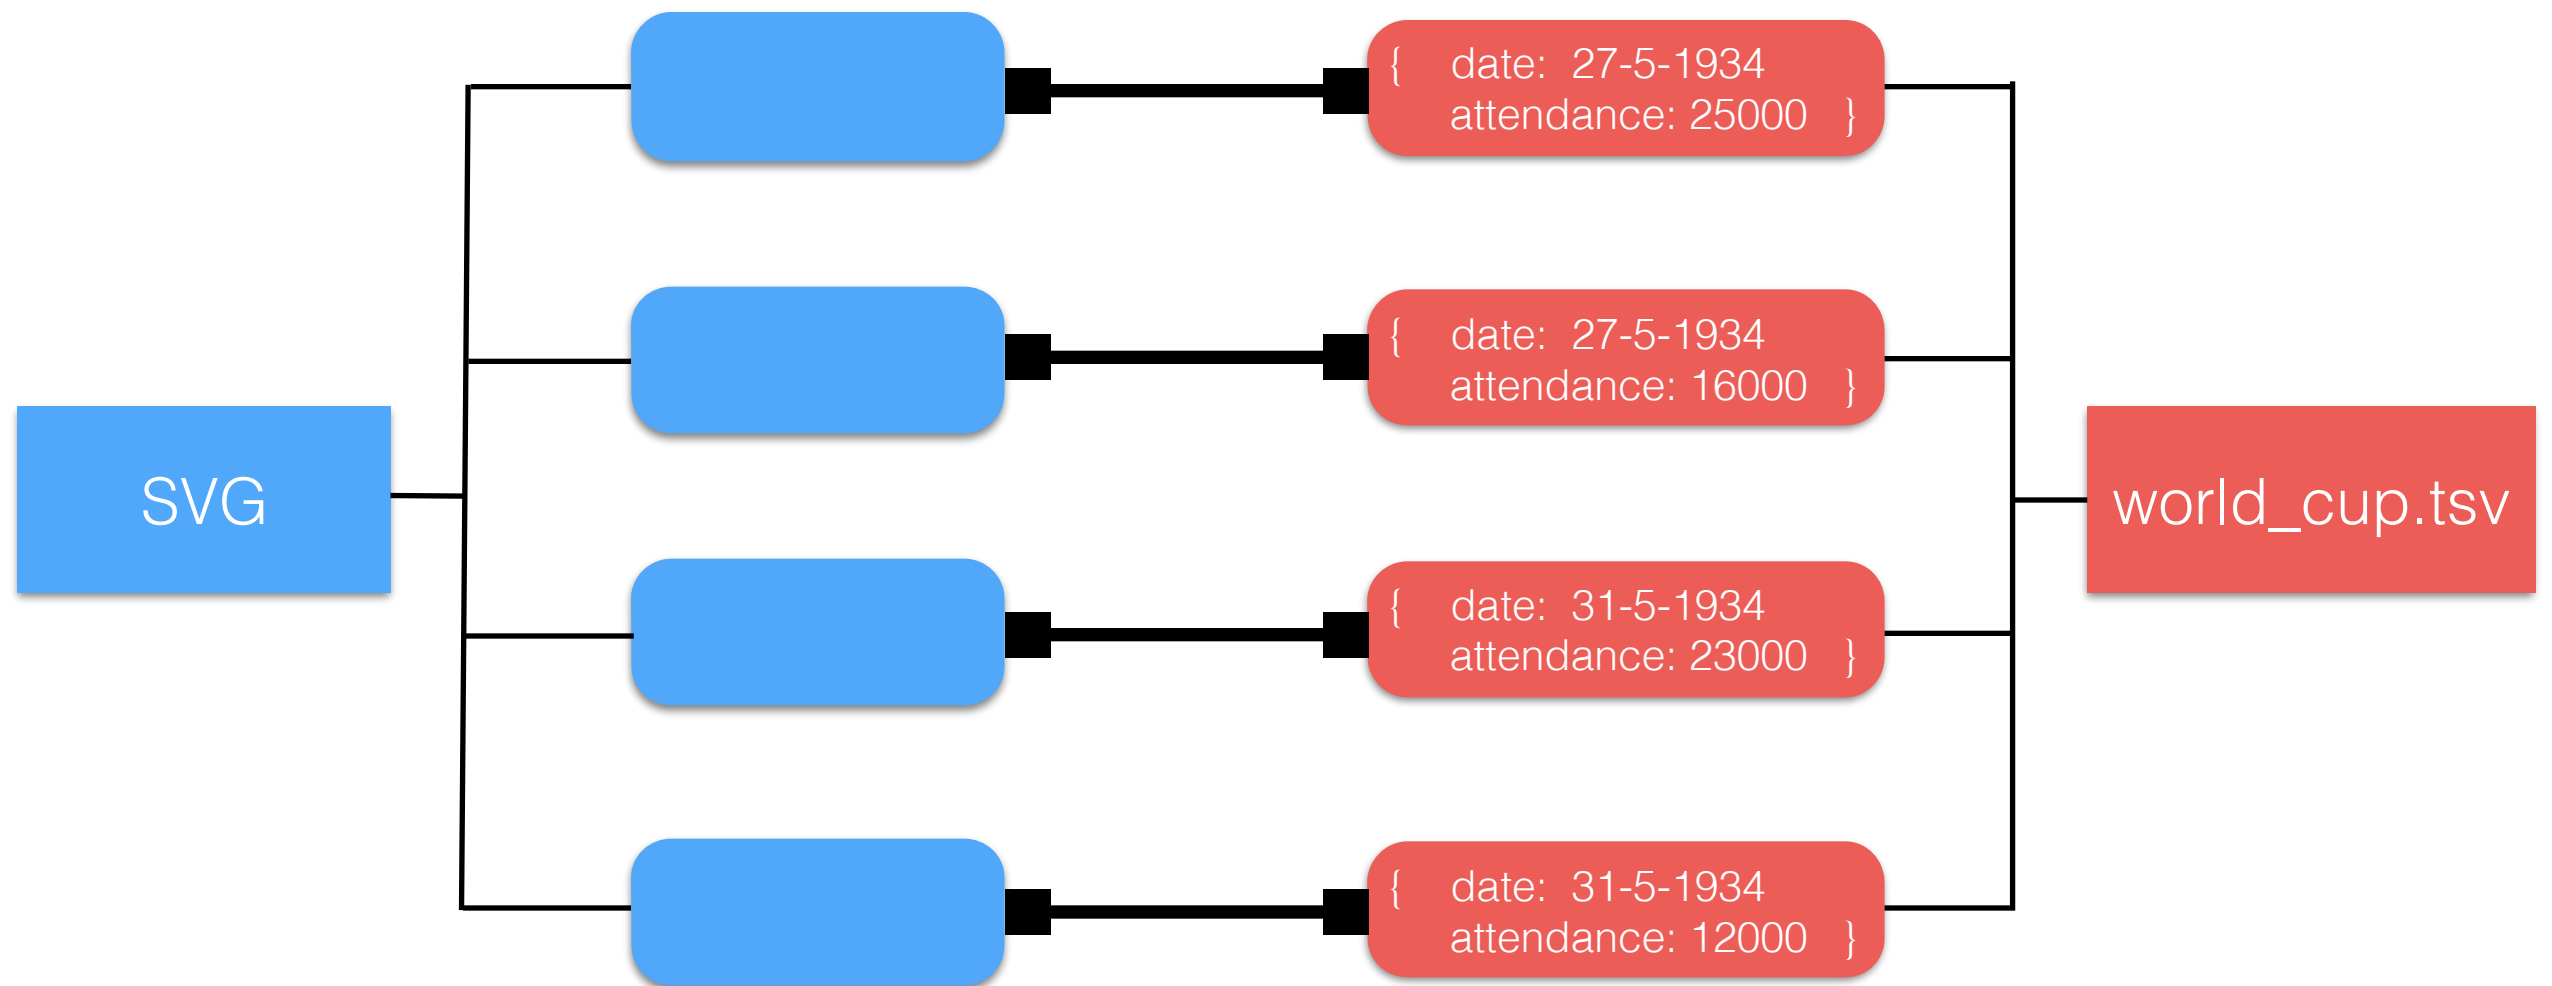 SVG
{ date: 27-5-1934
attendance: 25000 }
{ date: 27-5-1934
attendance: 16000 }
{ date: 31-5-1934
attendance: 23000 }
{ date: 31-5-1934
attendance: 12000 }
world_cup.tsv